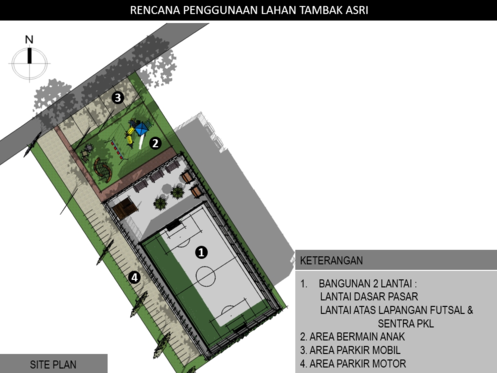 RENCANA PENGGUNAAN LAHAN TAMBAK ASRI
N
3
2
1
4
KETERANGAN
1. BANGUNAN 2 LANTAI :
LANTAI DASAR PASAR
LANTAI ATAS LAPANGAN FUTSAL &
SENTRA PKL
2. AREA BERMAIN ANAK
3. AREA PARKIR MOBIL
4. AREA PARKIR MOTOR
SITE PLAN